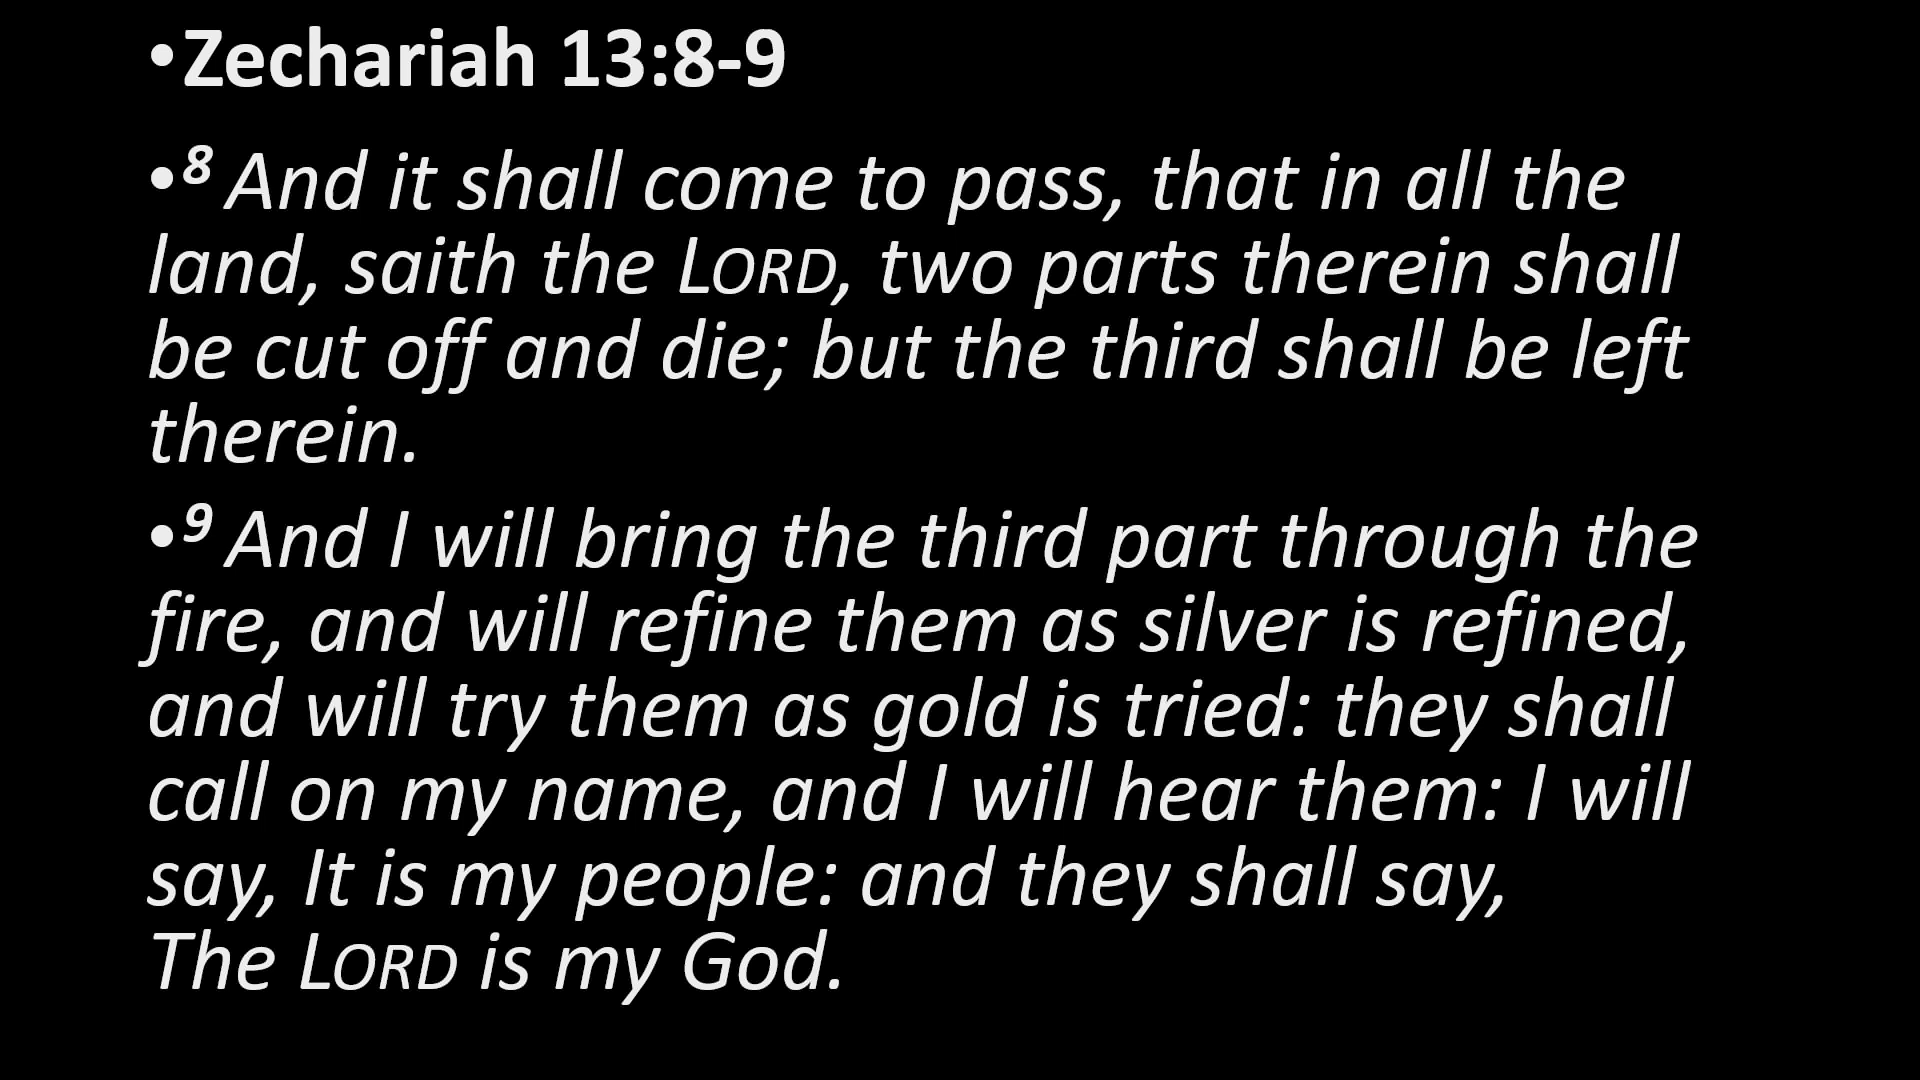 •Zechariah 13:8-9
•8 And it shall come to pass, that in all the
land, saith the LORD, two parts therein shall
be cut off and die; but the third shall be left
therein.
•9 And I will bring the third part through the
fire, and will refine them as silver is refined,
and will try them as gold is tried: they shall
call on my name, and I will hear them: I will
say, It is my people: and they shall say,
The LORD is my God.